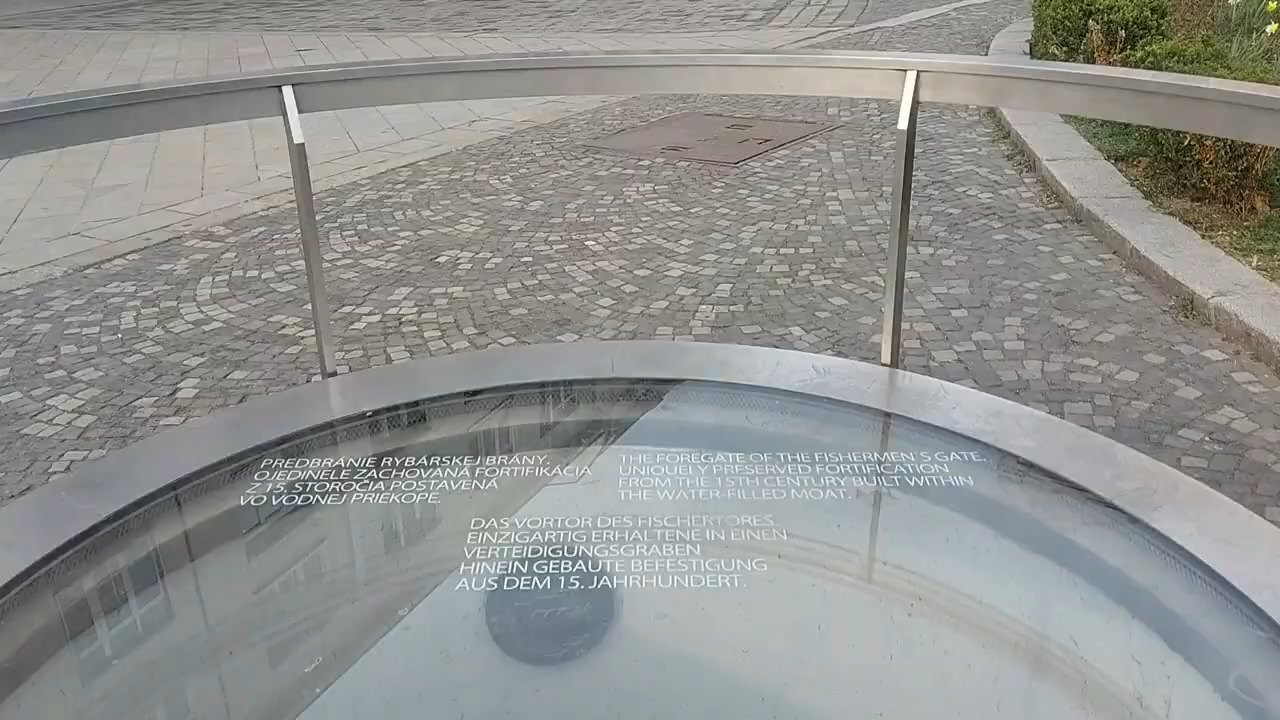 PREDBRÁNIE RYBÁRSKEJ BRÁNY.
OJEDINELE ZACHOVANÁ FORTIFIKÁCIA
Z 15. STOROČIA POSTAVENÁ
VO VODNEJ PRIEKOPE.
THE FOREGATE OF THE FISHERMEN'S GATE.
UNIQUELY PRESERVED FORTIFICATION
FROM THE 15TH CENTURY BUILT WITHIN
THE WATER-FILLED MOAT.
DAS VORTOR DES FISCHERTORES.
EINZIGARTIG ERHALTENE IN EINEN
VERTEIDIGUNGSGRABEN
HINEIN GEBAUTE BEFESTIGUNG
AUS DEM 15. JAHRHUNDERT.